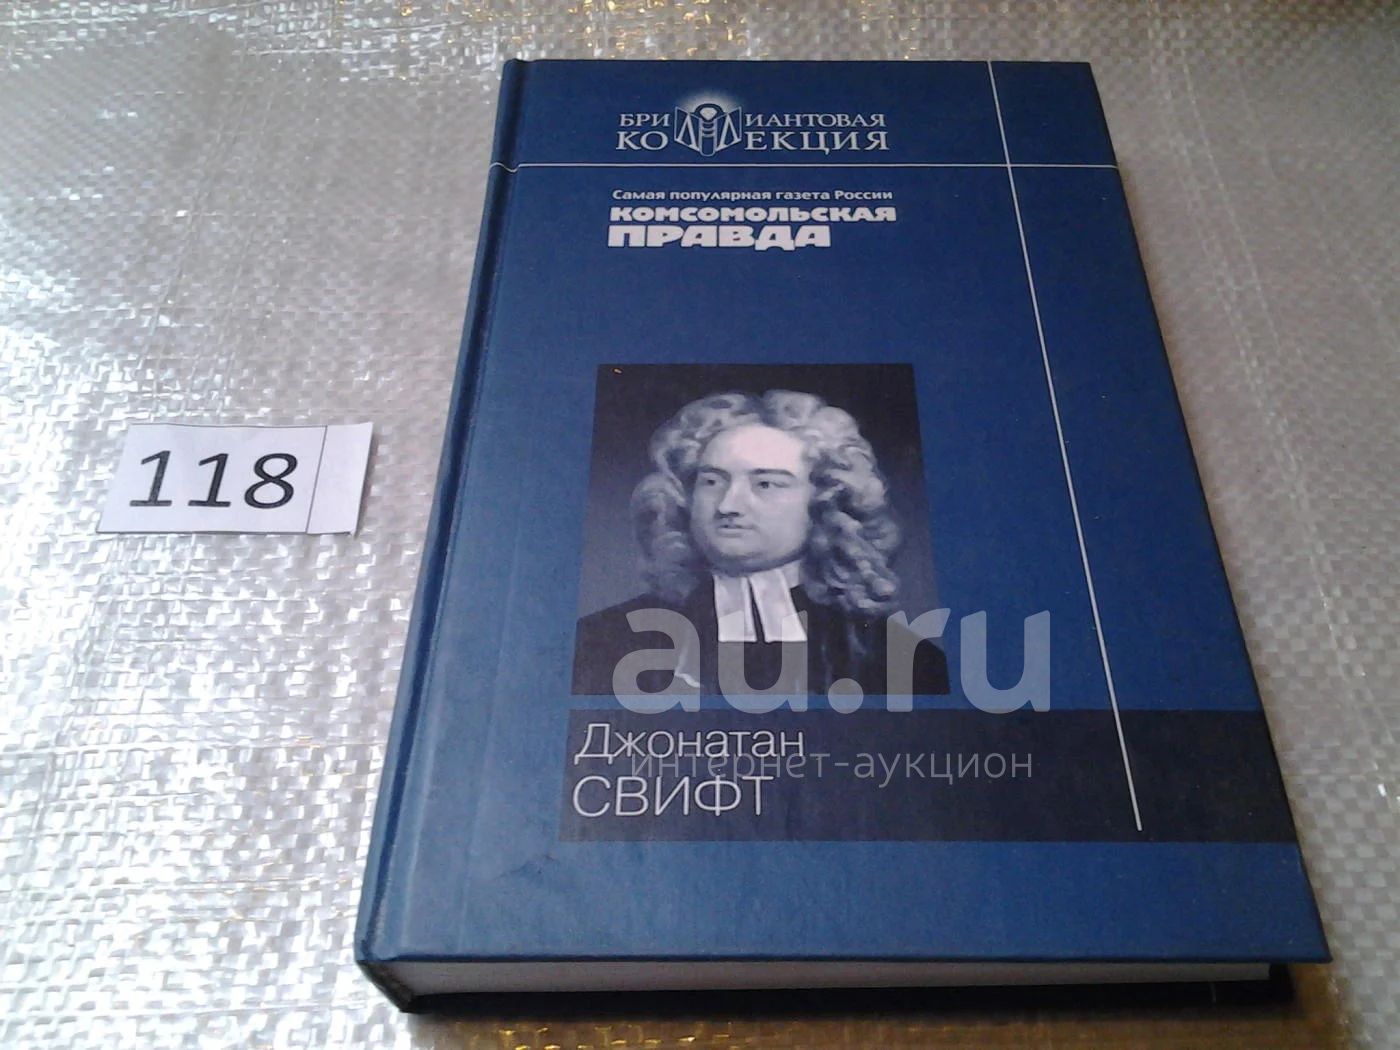 БРИЛЛИАНТОВАЯ
КОЛЛЕКЦИЯ
Самая популярная газета России
КОМСОМОЛЬСКАЯ
ПРАВДА
118
au.ru
Джонатан
интернет-аукцион
СВИФТ